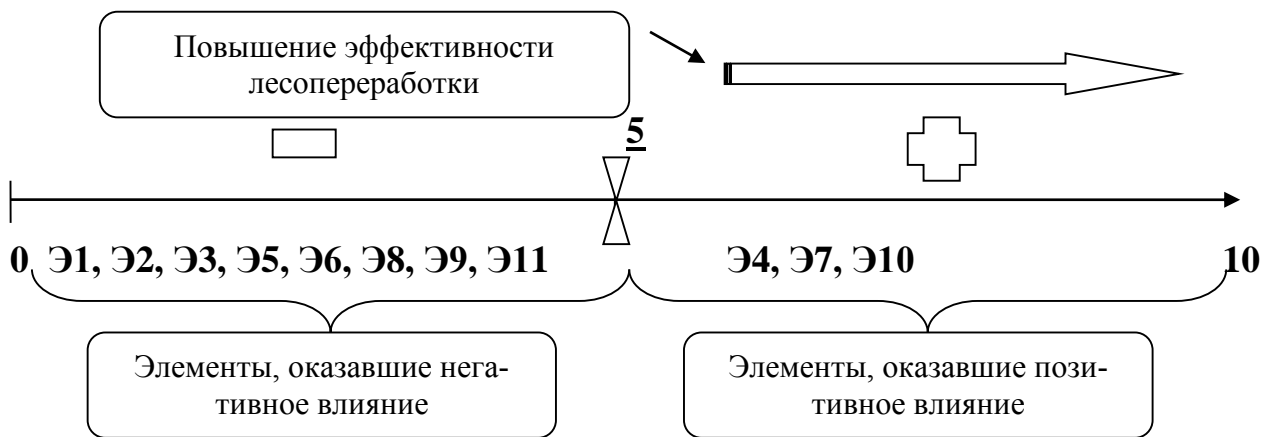 Повышение эффективности
лесопереработки
5
0 Э1, Э2, Э3, Э5, Э6, Э8, Э9, Э11 Э4, Э7, Э10 10
Элементы, оказавшие нега-
тивное влияние
Элементы, оказавшие пози-
тивное влияние